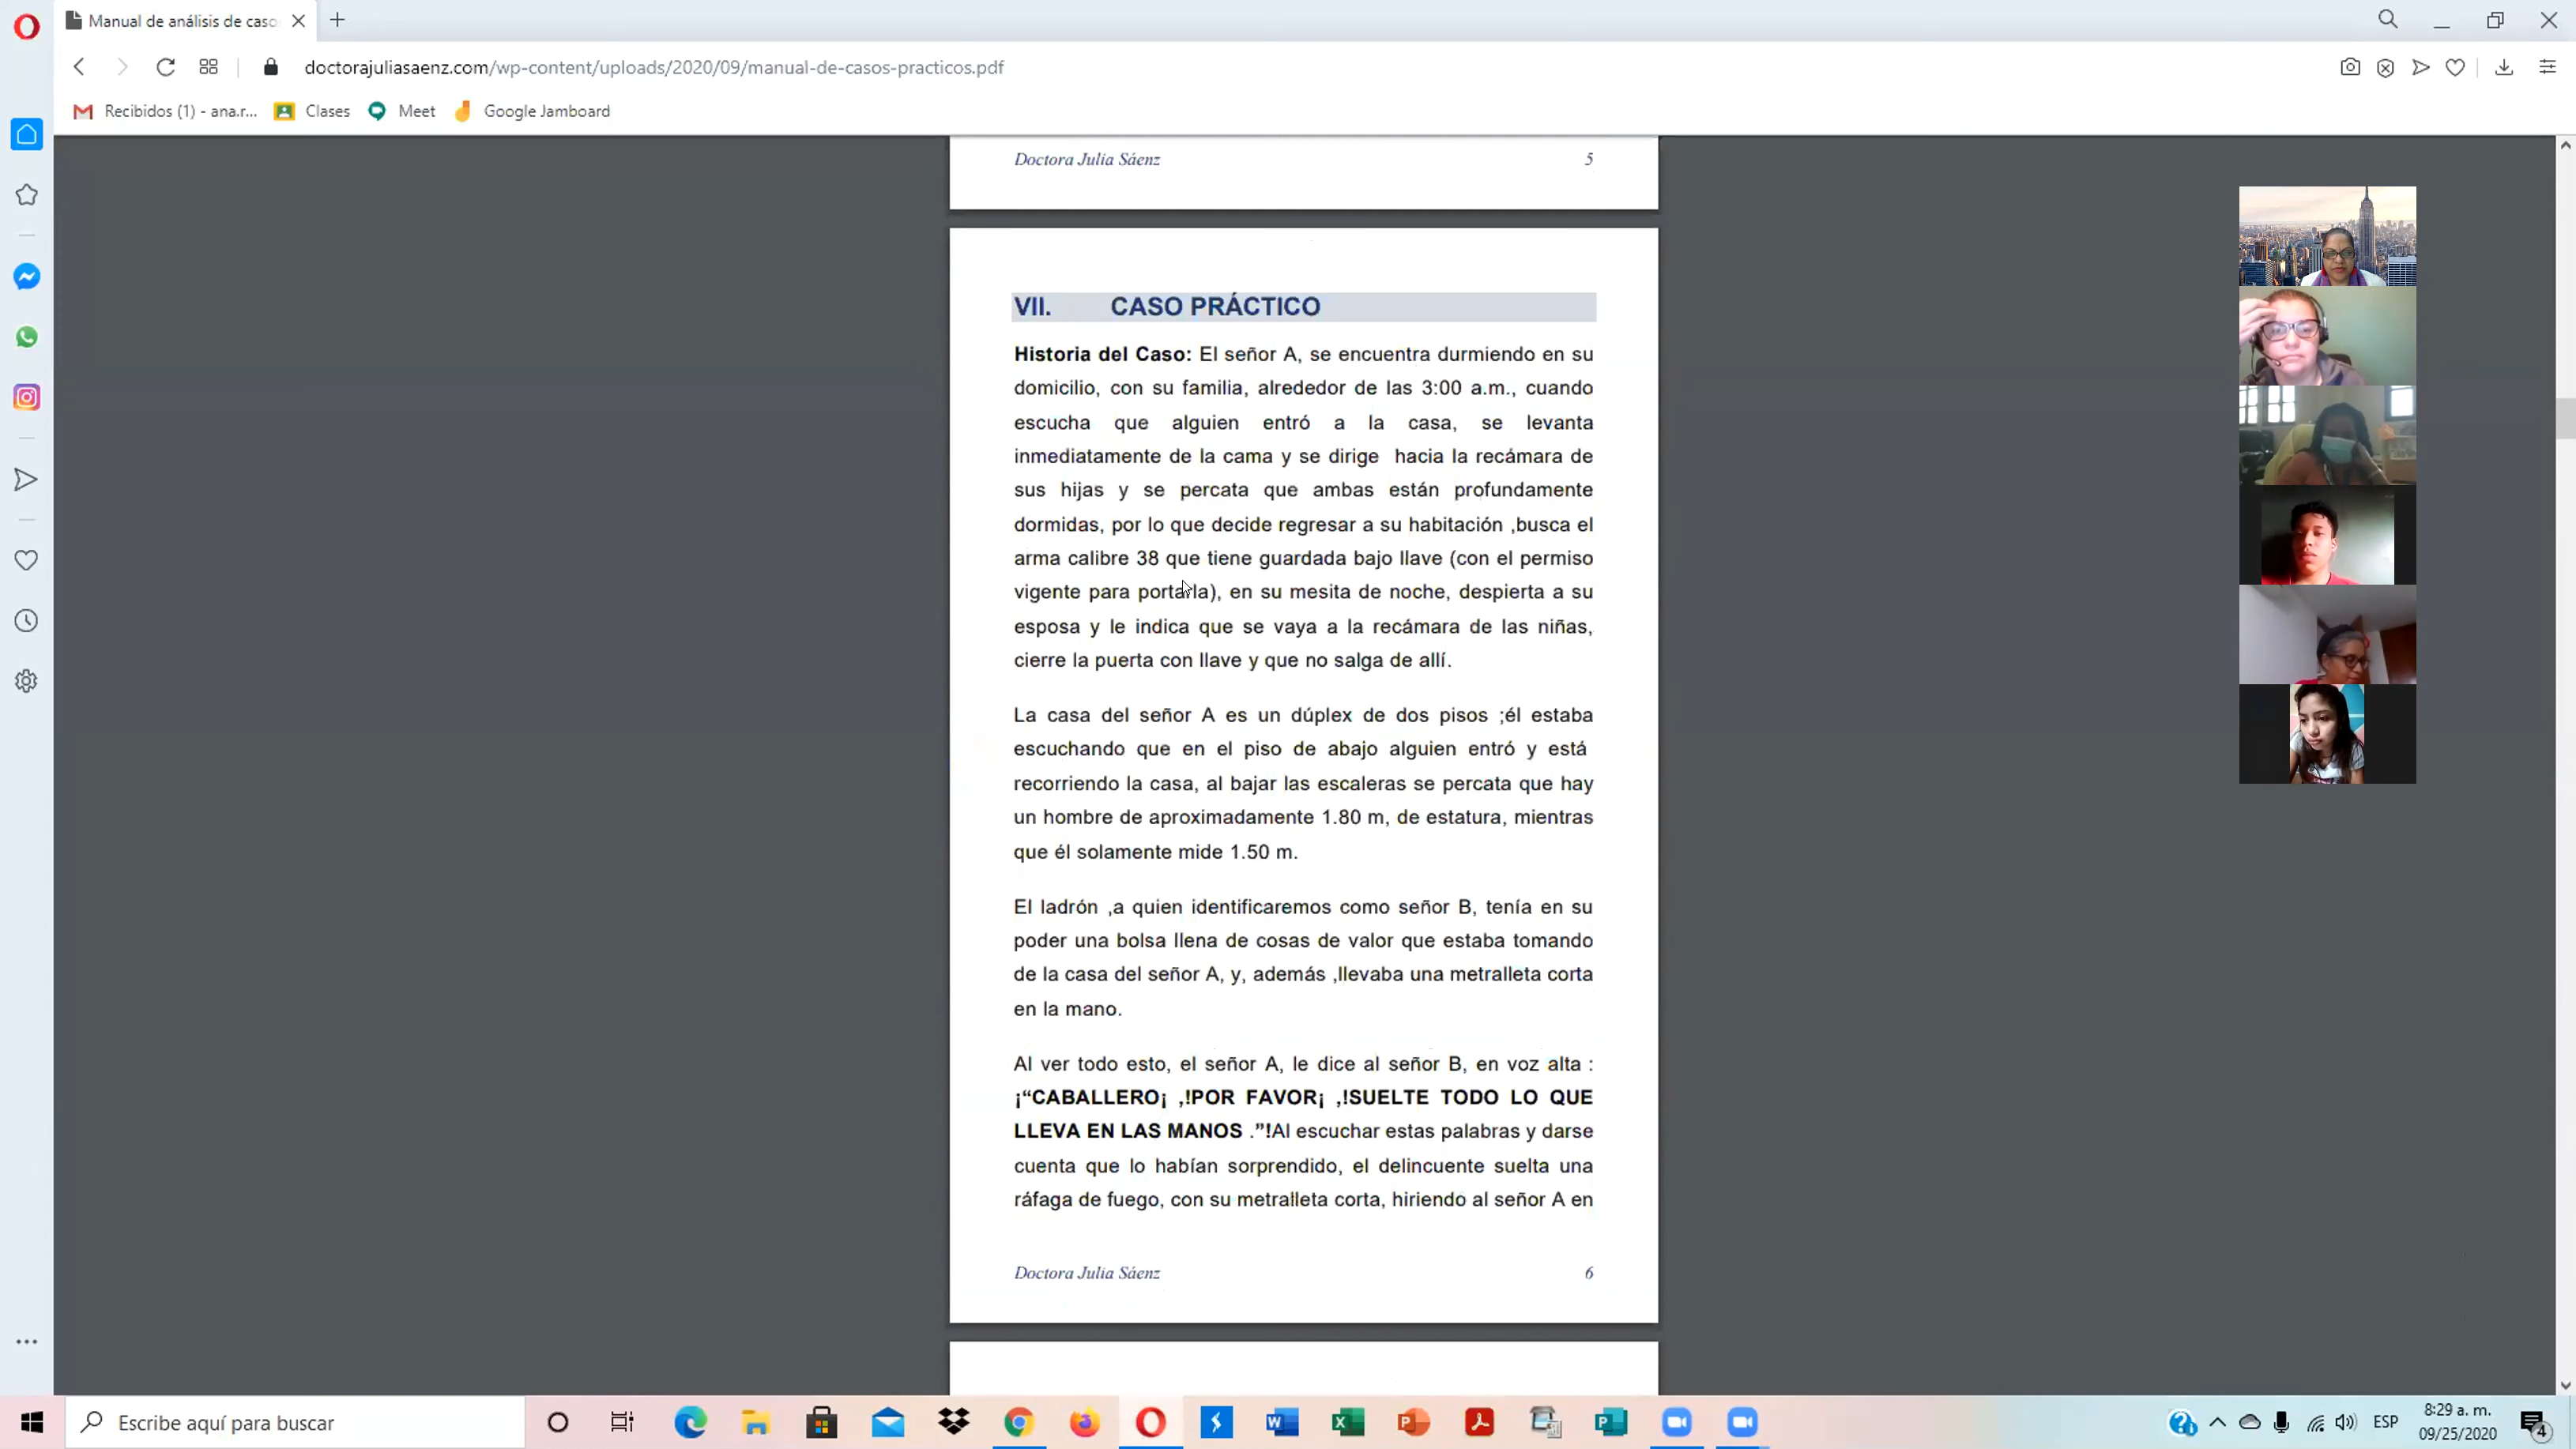 Manual de análisis de caso
doctorajuliasaenz.com/wp-content/uploads/2020/09/manual-de-casos-practicos.pdf
Recibidos (1) - ana.r... Clases Meet Google Jamboard
Doctora Julia Sáenz 5
VII. CASO PRÁCTICO
Historia del Caso: El señor A, se encuentra durmiendo en su
domicilio, con su familia, alrededor de las 3:00 a.m., cuando
escucha que alguien entró a la casa, se levanta
inmediatamente de la cama y se dirige hacia la recámara de
sus hijas y se percata que ambas están profundamente
dormidas, por lo que decide regresar a su habitación ,busca el
arma calibre 38 que tiene guardada bajo llave (con el permiso
vigente para portarla), en su mesita de noche, despierta a su
esposa y le indica que se vaya a la recámara de las niñas,
cierre la puerta con llave y que no salga de allí.
La casa del señor A es un dúplex de dos pisos ;él estaba
escuchando que en el piso de abajo alguien entró y está
recorriendo la casa, al bajar las escaleras se percata que hay
un hombre de aproximadamente 1.80 m, de estatura, mientras
que él solamente mide 1.50 m.
El ladrón ,a quien identificaremos como señor B, tenía en su
poder una bolsa llena de cosas de valor que estaba tomando
de la casa del señor A, y, además ,llevaba una metralleta corta
en la mano.
Al ver todo esto, el señor A, le dice al señor B, en voz alta :
¡“CABALLERO¡ ,!POR FAVOR¡ ,!SUELTE TODO LO QUE
LLEVA EN LAS MANOS .”!Al escuchar estas palabras y darse
cuenta que lo habían sorprendido, el delincuente suelta una
ráfaga de fuego, con su metralleta corta, hiriendo al señor A en
Doctora Julia Sáenz 6
Escribe aquí para buscar
ESP
8:29 a. m.
09/25/2020
4